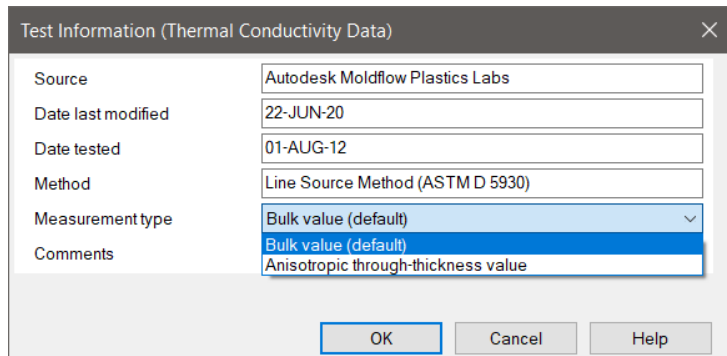 Test Information (Thermal Conductivity Data)
Source Autodesk Moldflow Plastics Labs
Date last modified 22-JUN-20
Date tested 01-AUG-12
Method Line Source Method (ASTM D 5930)
Measurement type Bulk value (default)
Bulk value (default)
Comments
Anisotropic through-thickness value
OK Cancel Help